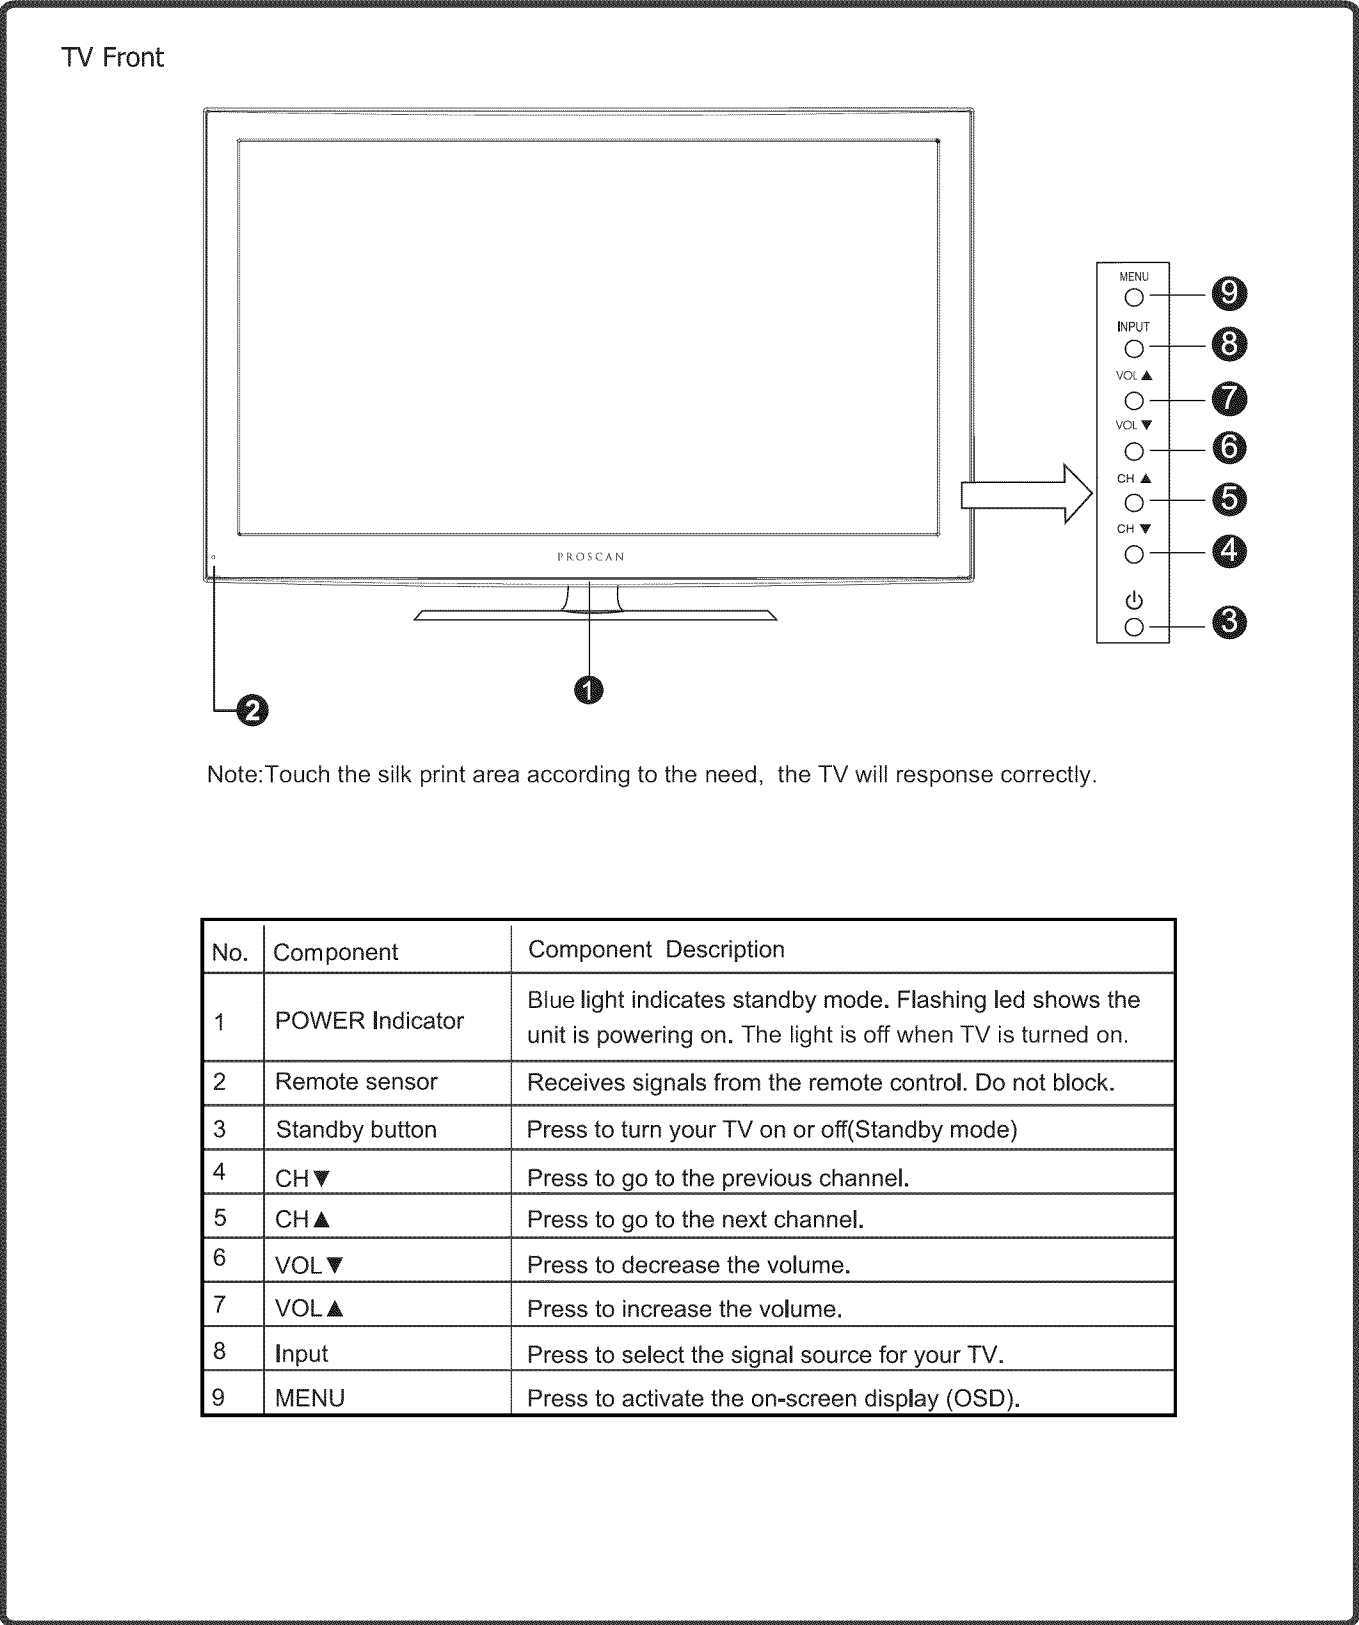 TV Front
MENU
9
INPUT
8
VOL ▲
7
VOL ▼
6
CH ▲
5
CH ▼
4
3
PROSCAN
1
2
Note:Touch the silk print area according to the need, the TV will response correctly.
No. Component Component Description
1 POWER Indicator Blue light indicates standby mode. Flashing led shows the
unit is powering on. The light is off when TV is turned on.
2 Remote sensor Receives signals from the remote control. Do not block.
3 Standby button Press to turn your TV on or off(Standby mode)
4 CH▼ Press to go to the previous channel.
5 CH▲ Press to go to the next channel.
6 VOL▼ Press to decrease the volume.
7 VOL▲ Press to increase the volume.
8 Input Press to select the signal source for your TV.
9 MENU Press to activate the on-screen display (OSD).